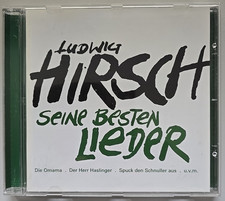 LUDWIG
HIRSCH
SEINE BESTEN
LIEDER
Die Omama . Der Herr Haslinger . Spuck den Schnuller aus . u.v.m.